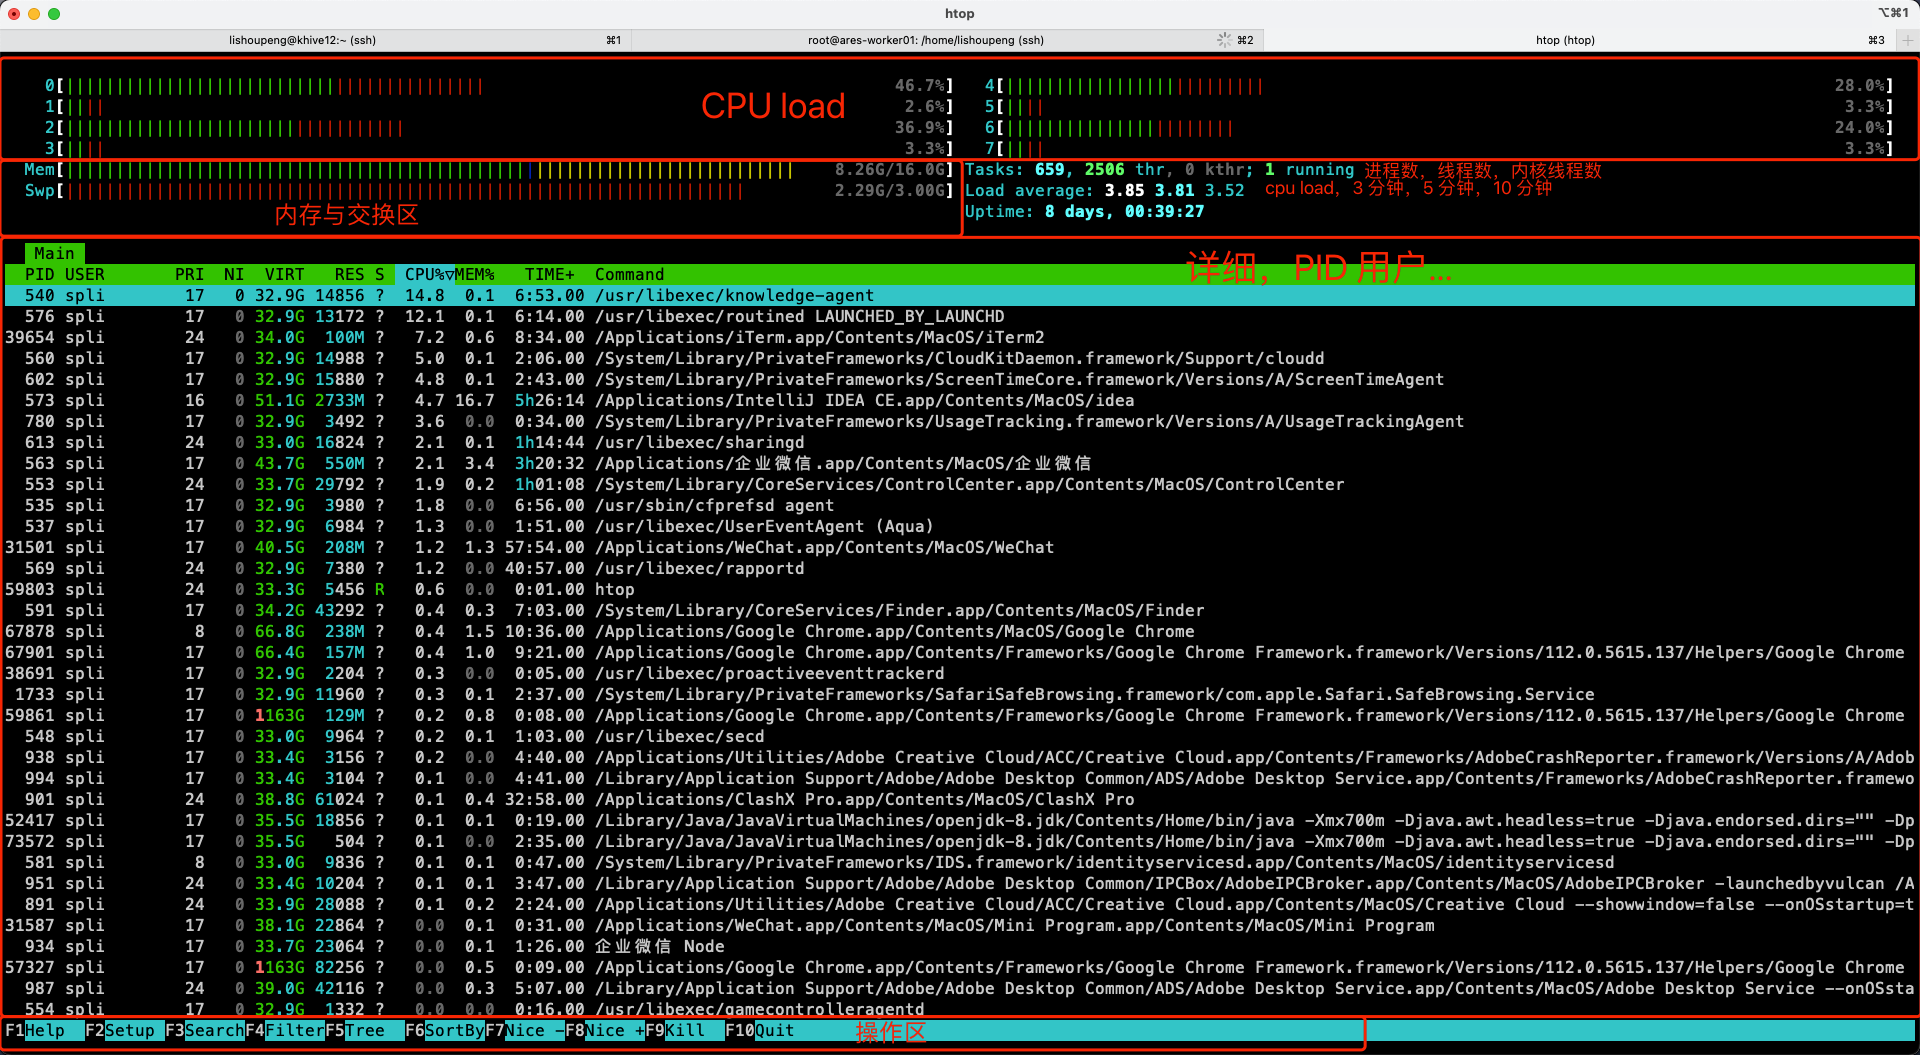 htop
⌥⌘1
lishoupeng@khive12:~ (ssh) ⌘1 root@ares-worker01: /home/lishoupeng (ssh) ⌘2 htop (htop) ⌘3
0[ 46.7%] 4[ 28.0%]
1[ 2.6%] 5[ 3.3%]
CPU load
2[ 36.9%] 6[ 24.0%]
3[ 3.3%] 7[ 3.3%]
Mem[ 8.26G/16.0G] Tasks: 659, 2506 thr, 0 kthr; 1 running 进程数，线程数，内核线程数
Swp[ 2.29G/3.00G] Load average: 3.85 3.81 3.52 cpu load，3 分钟，5 分钟，10 分钟
内存与交换区 Uptime: 8 days, 00:39:27
Main
详细，PID 用户...
PID USER PRI NI VIRT RES S CPU%▽MEM% TIME+ Command
540 spli 17 0 32.9G 14856 ? 14.8 0.1 6:53.00 /usr/libexec/knowledge-agent
576 spli 17 0 32.9G 13172 ? 12.1 0.1 6:14.00 /usr/libexec/routined LAUNCHED_BY_LAUNCHD
39654 spli 24 0 34.0G 100M ? 7.2 0.6 8:34.00 /Applications/iTerm.app/Contents/MacOS/iTerm2
560 spli 17 0 32.9G 14988 ? 5.0 0.1 2:06.00 /System/Library/PrivateFrameworks/CloudKitDaemon.framework/Support/cloudd
602 spli 17 0 32.9G 15880 ? 4.8 0.1 2:43.00 /System/Library/PrivateFrameworks/ScreenTimeCore.framework/Versions/A/ScreenTimeAgent
573 spli 16 0 51.1G 2733M ? 4.7 16.7 5h26:14 /Applications/IntelliJ IDEA CE.app/Contents/MacOS/idea
780 spli 17 0 32.9G 3492 ? 3.6 0.0 0:34.00 /System/Library/PrivateFrameworks/UsageTracking.framework/Versions/A/UsageTrackingAgent
613 spli 24 0 33.0G 16824 ? 2.1 0.1 1h14:44 /usr/libexec/sharingd
563 spli 17 0 43.7G 550M ? 2.1 3.4 3h20:32 /Applications/企业微信.app/Contents/MacOS/企业微信
553 spli 24 0 33.7G 29792 ? 1.9 0.2 1h01:08 /System/Library/CoreServices/ControlCenter.app/Contents/MacOS/ControlCenter
535 spli 17 0 32.9G 3980 ? 1.8 0.0 6:56.00 /usr/sbin/cfprefsd agent
537 spli 17 0 32.9G 6984 ? 1.3 0.0 1:51.00 /usr/libexec/UserEventAgent (Aqua)
31501 spli 17 0 40.5G 208M ? 1.2 1.3 57:54.00 /Applications/WeChat.app/Contents/MacOS/WeChat
569 spli 24 0 32.9G 7380 ? 1.2 0.0 40:57.00 /usr/libexec/rapportd
59803 spli 24 0 33.3G 5456 R 0.6 0.0 0:01.00 htop
591 spli 17 0 34.2G 43292 ? 0.4 0.3 7:03.00 /System/Library/CoreServices/Finder.app/Contents/MacOS/Finder
67878 spli 8 0 66.8G 238M ? 0.4 1.5 10:36.00 /Applications/Google Chrome.app/Contents/MacOS/Google Chrome
67901 spli 17 0 66.4G 157M ? 0.4 1.0 9:21.00 /Applications/Google Chrome.app/Contents/Frameworks/Google Chrome Framework.framework/Versions/112.0.5615.137/Helpers/Google Chrome
38691 spli 17 0 32.9G 2204 ? 0.3 0.0 0:05.00 /usr/libexec/proactiveeventtrackerd
1733 spli 17 0 32.9G 11960 ? 0.3 0.1 2:37.00 /System/Library/PrivateFrameworks/SafariSafeBrowsing.framework/com.apple.Safari.SafeBrowsing.Service
59861 spli 17 0 1163G 129M ? 0.2 0.8 0:08.00 /Applications/Google Chrome.app/Contents/Frameworks/Google Chrome Framework.framework/Versions/112.0.5615.137/Helpers/Google Chrome
548 spli 17 0 33.0G 9964 ? 0.2 0.1 1:03.00 /usr/libexec/secd
938 spli 17 0 33.4G 3156 ? 0.2 0.0 4:40.00 /Applications/Utilities/Adobe Creative Cloud/ACC/Creative Cloud.app/Contents/Frameworks/AdobeCrashReporter.framework/Versions/A/Adob
994 spli 17 0 33.4G 3104 ? 0.1 0.0 4:41.00 /Library/Application Support/Adobe/Adobe Desktop Common/ADS/Adobe Desktop Service.app/Contents/Frameworks/AdobeCrashReporter.framewo
901 spli 24 0 38.8G 61024 ? 0.1 0.4 32:58.00 /Applications/ClashX Pro.app/Contents/MacOS/ClashX Pro
52417 spli 17 0 35.5G 18856 ? 0.1 0.1 0:19.00 /Library/Java/JavaVirtualMachines/openjdk-8.jdk/Contents/Home/bin/java -Xmx700m -Djava.awt.headless=true -Djava.endorsed.dirs="" -Dp
73572 spli 17 0 35.5G 504 ? 0.1 0.0 2:35.00 /Library/Java/JavaVirtualMachines/openjdk-8.jdk/Contents/Home/bin/java -Xmx700m -Djava.awt.headless=true -Djava.endorsed.dirs="" -Dp
581 spli 8 0 33.0G 9836 ? 0.1 0.1 0:47.00 /System/Library/PrivateFrameworks/IDS.framework/identityservicesd.app/Contents/MacOS/identityservicesd
951 spli 24 0 33.4G 10204 ? 0.1 0.1 3:47.00 /Library/Application Support/Adobe/Adobe Desktop Common/IPCBox/AdobeIPCBroker.app/Contents/MacOS/AdobeIPCBroker -launchedbyvulcan /A
891 spli 24 0 33.9G 28088 ? 0.1 0.2 2:24.00 /Applications/Utilities/Adobe Creative Cloud/ACC/Creative Cloud.app/Contents/MacOS/Creative Cloud --showwindow=false --onOSstartup=t
31587 spli 17 0 38.1G 22864 ? 0.0 0.1 0:31.00 /Applications/WeChat.app/Contents/MacOS/Mini Program.app/Contents/MacOS/Mini Program
934 spli 17 0 33.7G 23064 ? 0.0 0.1 1:26.00 企业微信 Node
57327 spli 17 0 1163G 82256 ? 0.0 0.5 0:09.00 /Applications/Google Chrome.app/Contents/Frameworks/Google Chrome Framework.framework/Versions/112.0.5615.137/Helpers/Google Chrome
987 spli 24 0 39.0G 42116 ? 0.0 0.3 5:07.00 /Library/Application Support/Adobe/Adobe Desktop Common/ADS/Adobe Desktop Service.app/Contents/MacOS/Adobe Desktop Service --onOSsta
554 spli 17 0 32.9G 1332 ? 0.0 0.0 0:16.00 /usr/libexec/gamecontrolleragentd
F1Help F2Setup F3SearchF4FilterF5Tree F6SortByF7Nice -F8Nice +F9Kill F10Quit 操作区